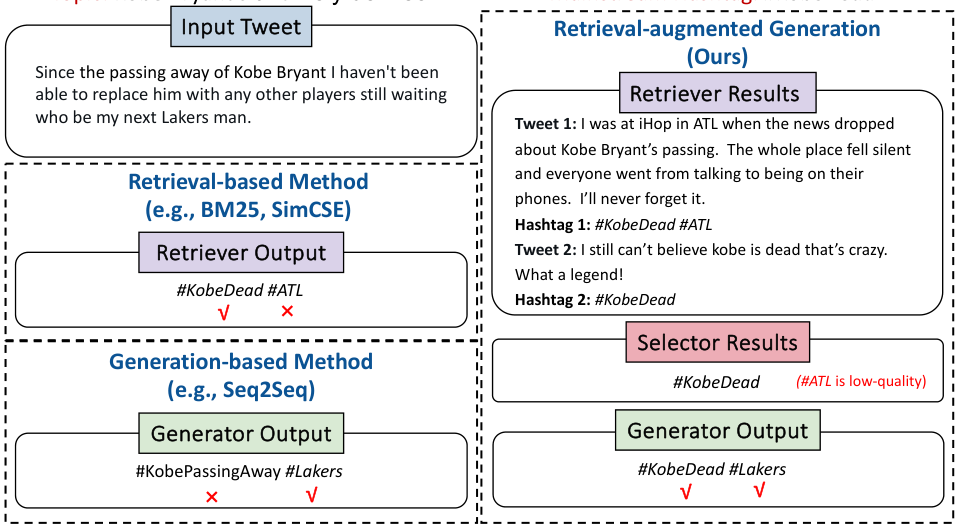 Input Tweet
Since the passing away of Kobe Bryant I haven't been
able to replace him with any other players still waiting
who be my next Lakers man.
Retrieval-based Method
(e.g., BM25, SimCSE)
Retriever Output
#KobeDead #ATL
√ ×
Generation-based Method
(e.g., Seq2Seq)
Generator Output
#KobePassingAway #Lakers
× √
Retrieval-augmented Generation
(Ours)
Retriever Results
Tweet 1: I was at iHop in ATL when the news dropped
about Kobe Bryant’s passing. The whole place fell silent
and everyone went from talking to being on their
phones. I’ll never forget it.
Hashtag 1: #KobeDead #ATL
Tweet 2: I still can’t believe kobe is dead that’s crazy.
What a legend!
Hashtag 2: #KobeDead
Selector Results
#KobeDead (#ATL is low-quality)
Generator Output
#KobeDead #Lakers
√ √